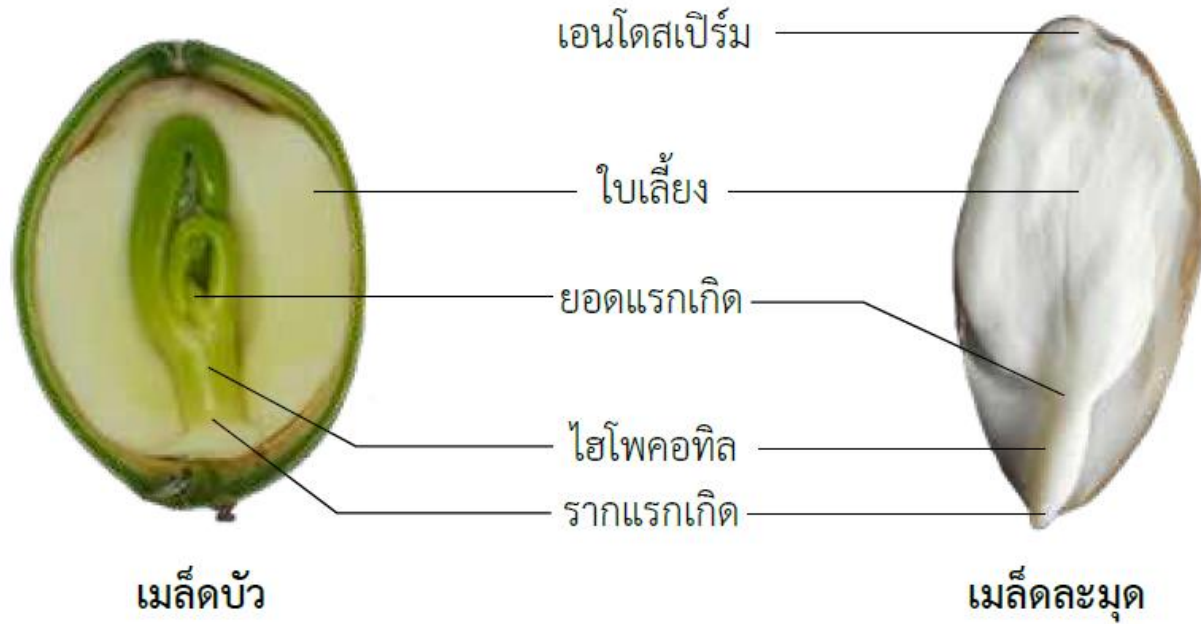 เอนโดสเปิร์ม
ใบเลี้ยง
ยอดแรกเกิด
ไฮโพคอทิล
รากแรกเกิด
เมล็ดบัว
เมล็ดละมุด